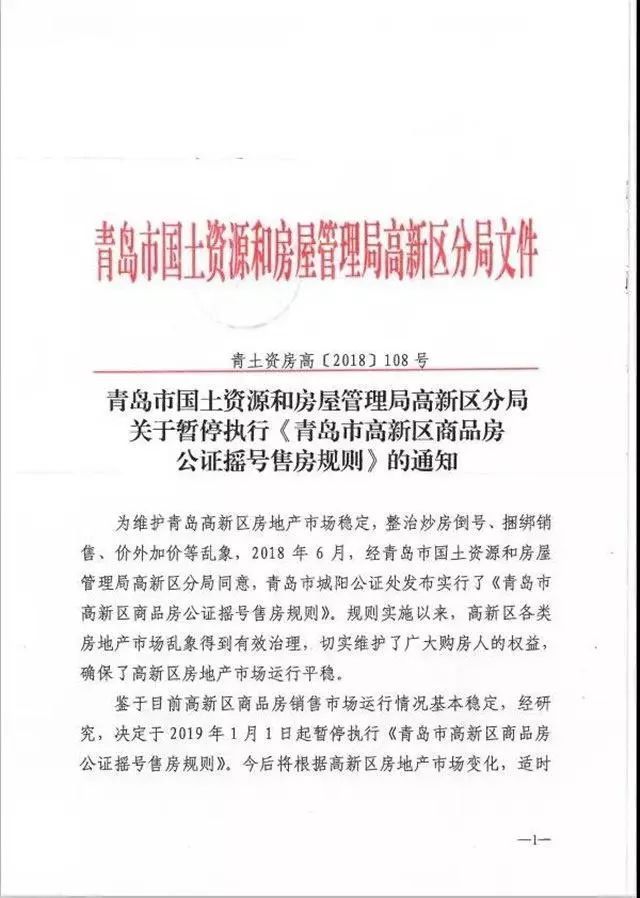 青岛市国土资源和房屋管理局高新区分局文件
青土资房高〔2018〕108号
青岛市国土资源和房屋管理局高新区分局
关于暂停执行《青岛市高新区商品房
公证摇号售房规则》的通知
为维护青岛高新区房地产市场稳定，整治炒房倒号、捆绑销
售、价外加价等乱象，2018年6月，经青岛市国土资源和房屋
管理局高新区分局同意，青岛市城阳公证处发布实行了《青岛市
高新区商品房公证摇号售房规则》。规则实施以来，高新区各类
房地产市场乱象得到有效治理，切实维护了广大购房人的权益，
确保了高新区房地产市场运行平稳。
鉴于目前高新区商品房销售市场运行情况基本稳定，经研
究，决定于2019年1月1日起暂停执行《青岛市高新区商品房
公证摇号售房规则》。今后将根据高新区房地产市场变化，适时
—1—